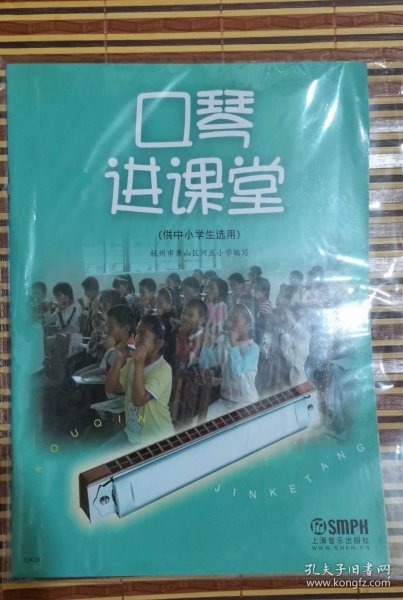 口琴
进课堂
(供中小学生选用)
杭州市萧山区河庄小学编写
KOUQIN
JINKETANG
SMPH
上海音乐出版社
WWW.SMPH.CN
孔夫子旧书网
www.kongfz.com